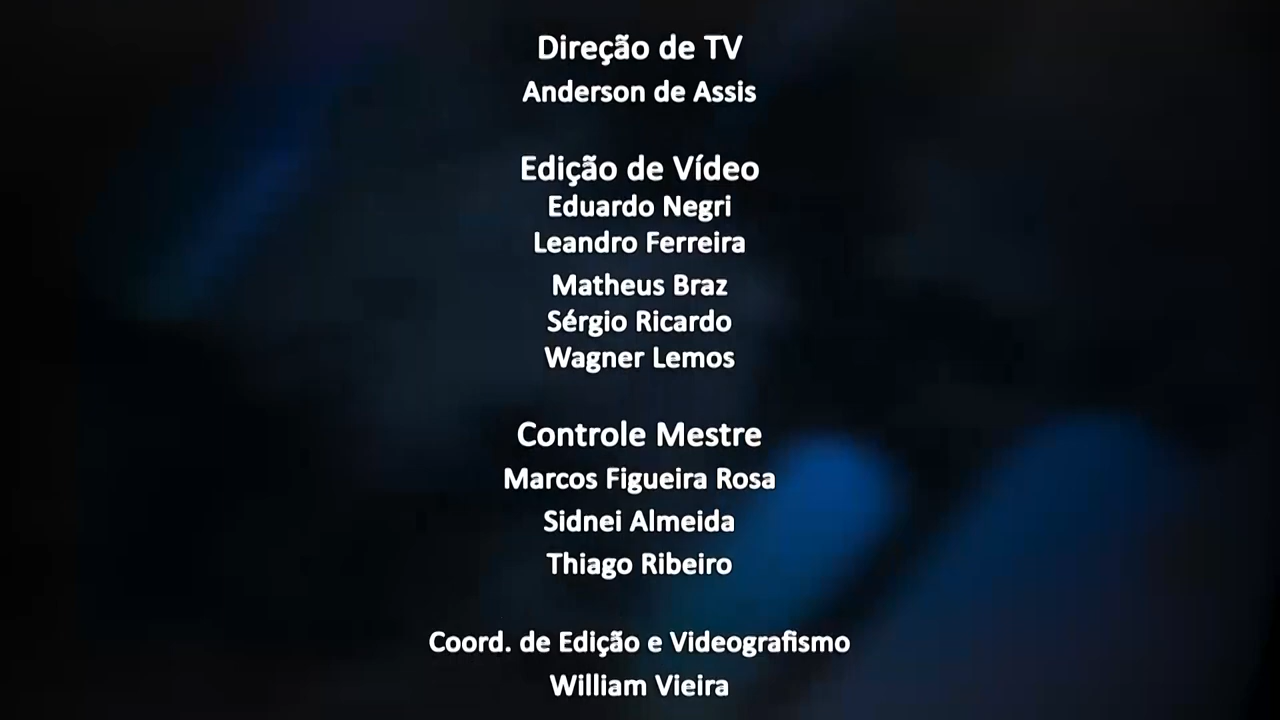 Direção de TV
Anderson de Assis
Edição de Vídeo
Eduardo Negri
Leandro Ferreira
Matheus Braz
Sérgio Ricardo
Wagner Lemos
Controle Mestre
Marcos Figueira Rosa
Sidnei Almeida
Thiago Ribeiro
Coord. de Edição e Videografismo
William Vieira